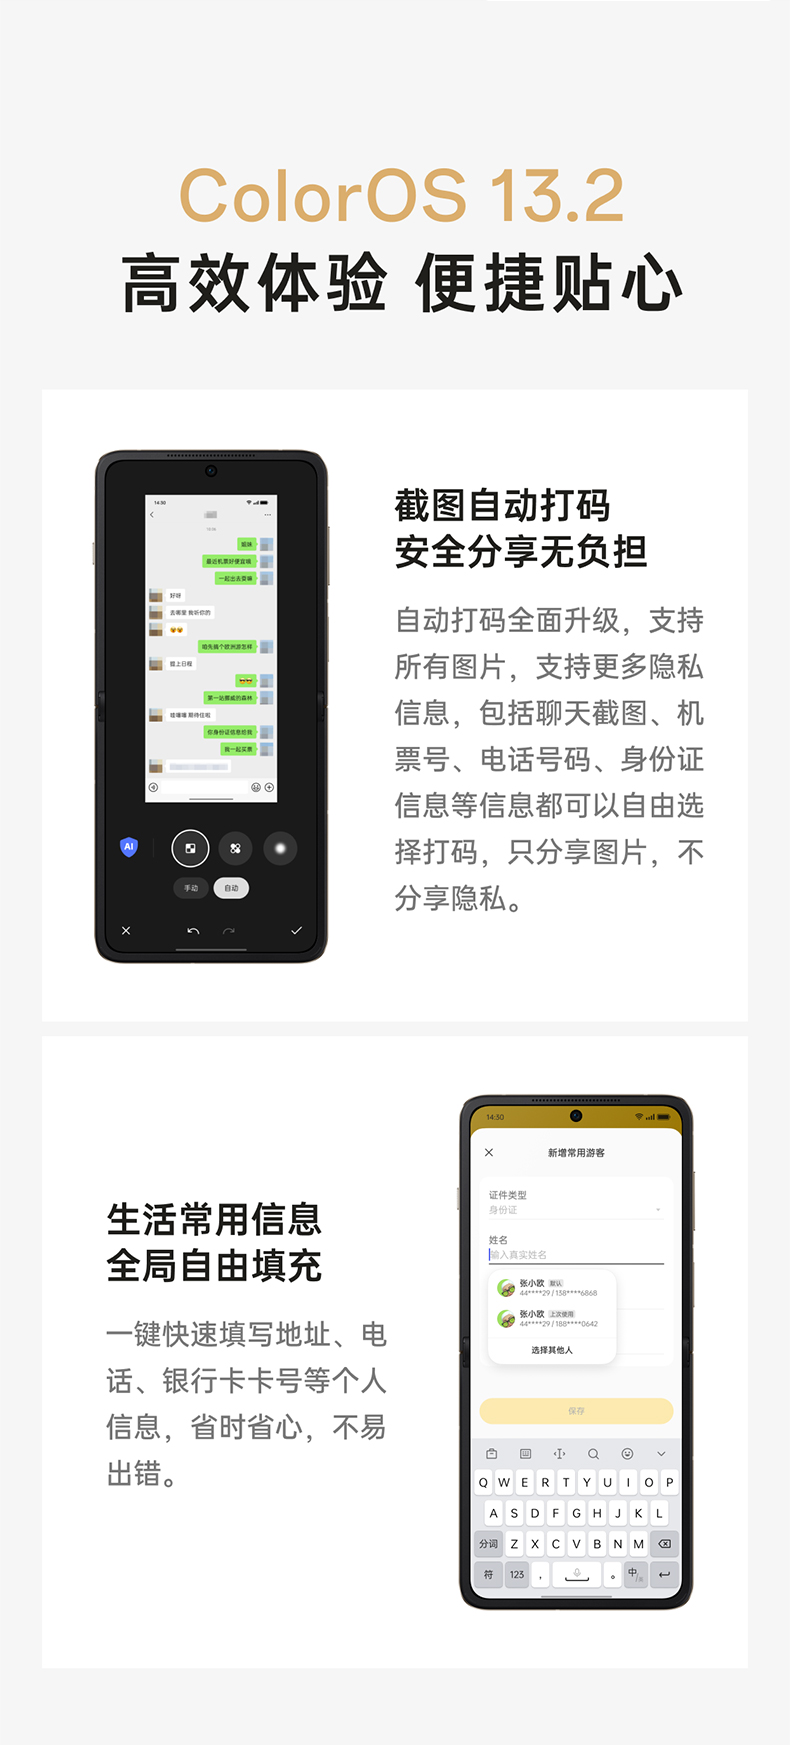 ColorOS 13.2
高效体验 便捷贴心
14:30
姐妹
最近机票好便宜哦
一起出去耍嘛
好呀
去哪里 我听你的
咱先搞个欧洲游怎样
提上日程
第一站挪威的森林
哇噻噻 期待住啦
你身份证信息给我
我一起买票
AI
手动
自动
截图自动打码
安全分享无负担
自动打码全面升级，支持
所有图片，支持更多隐私
信息，包括聊天截图、机
票号、电话号码、身份证
信息等信息都可以自由选
择打码，只分享图片，不
分享隐私。
生活常用信息
全局自由填充
一键快速填写地址、电
话、银行卡卡号等个人
信息，省时省心，不易
出错。
14:30
新增常用游客
证件类型
身份证
姓名
输入真实姓名
张小欧 默认
44****29 / 138****6868
张小欧 上次使用
44****29 / 188****0642
选择其他人
保存
Q W E R T Y U I O P
A S D F G H J K L
分词 Z X C V B N M
符 123 ， 。 中/英